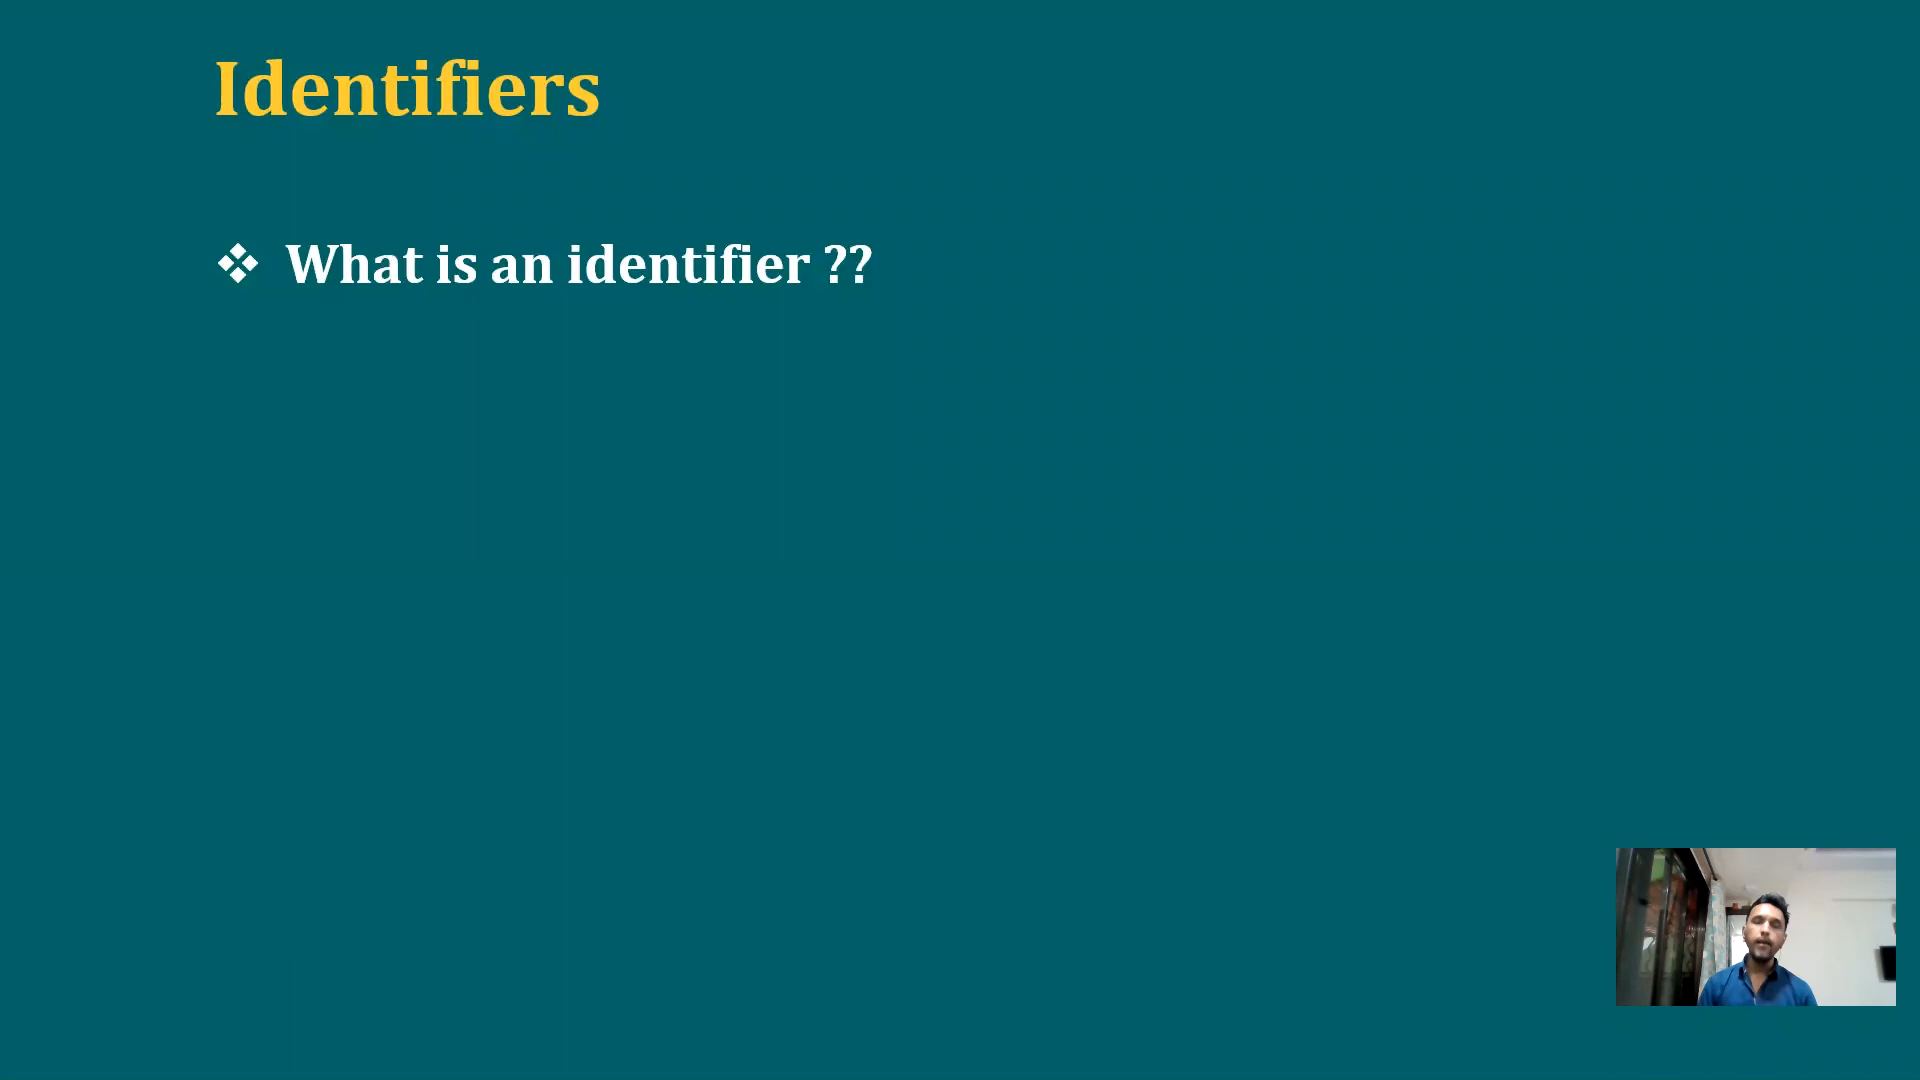 Identifiers
❖ What is an identifier ??